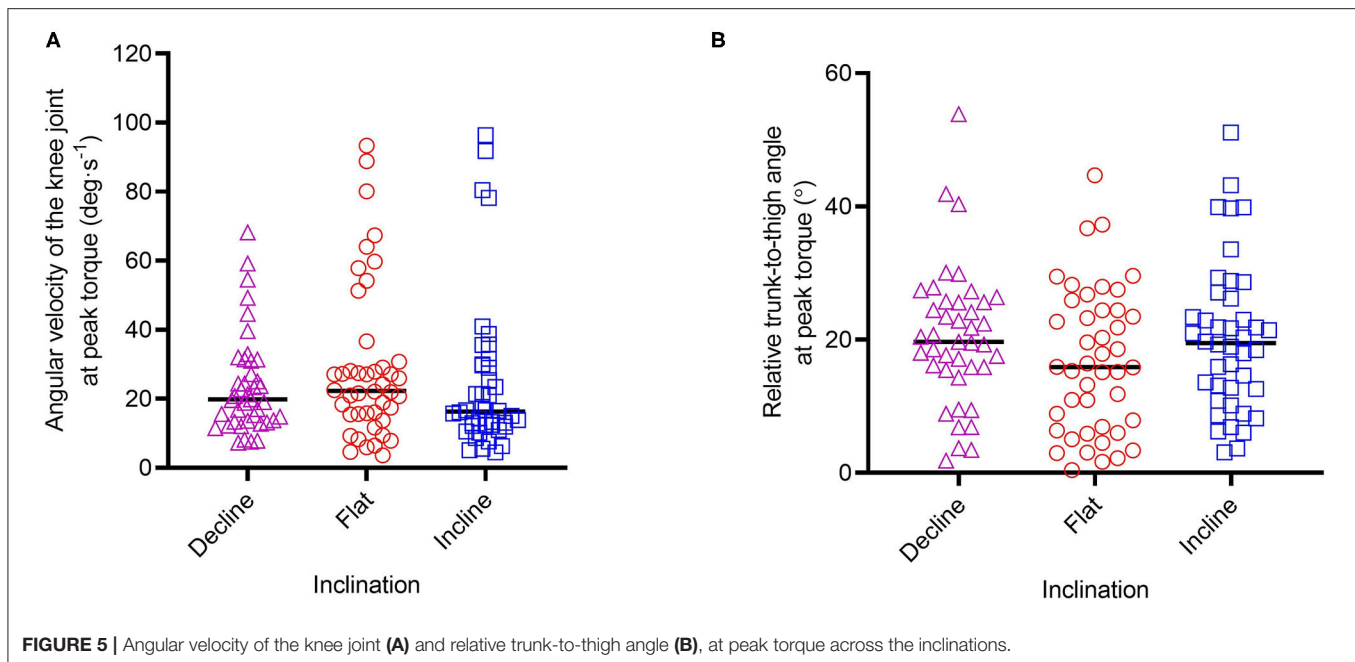 A
Angular velocity of the knee joint
at peak torque (deg·s⁻¹)
120
100
80
60
40
20
0
Decline
Flat
Incline
Inclination
B
Relative trunk-to-thigh angle
at peak torque (°)
60
40
20
0
Decline
Flat
Incline
Inclination
FIGURE 5 | Angular velocity of the knee joint (A) and relative trunk-to-thigh angle (B), at peak torque across the inclinations.